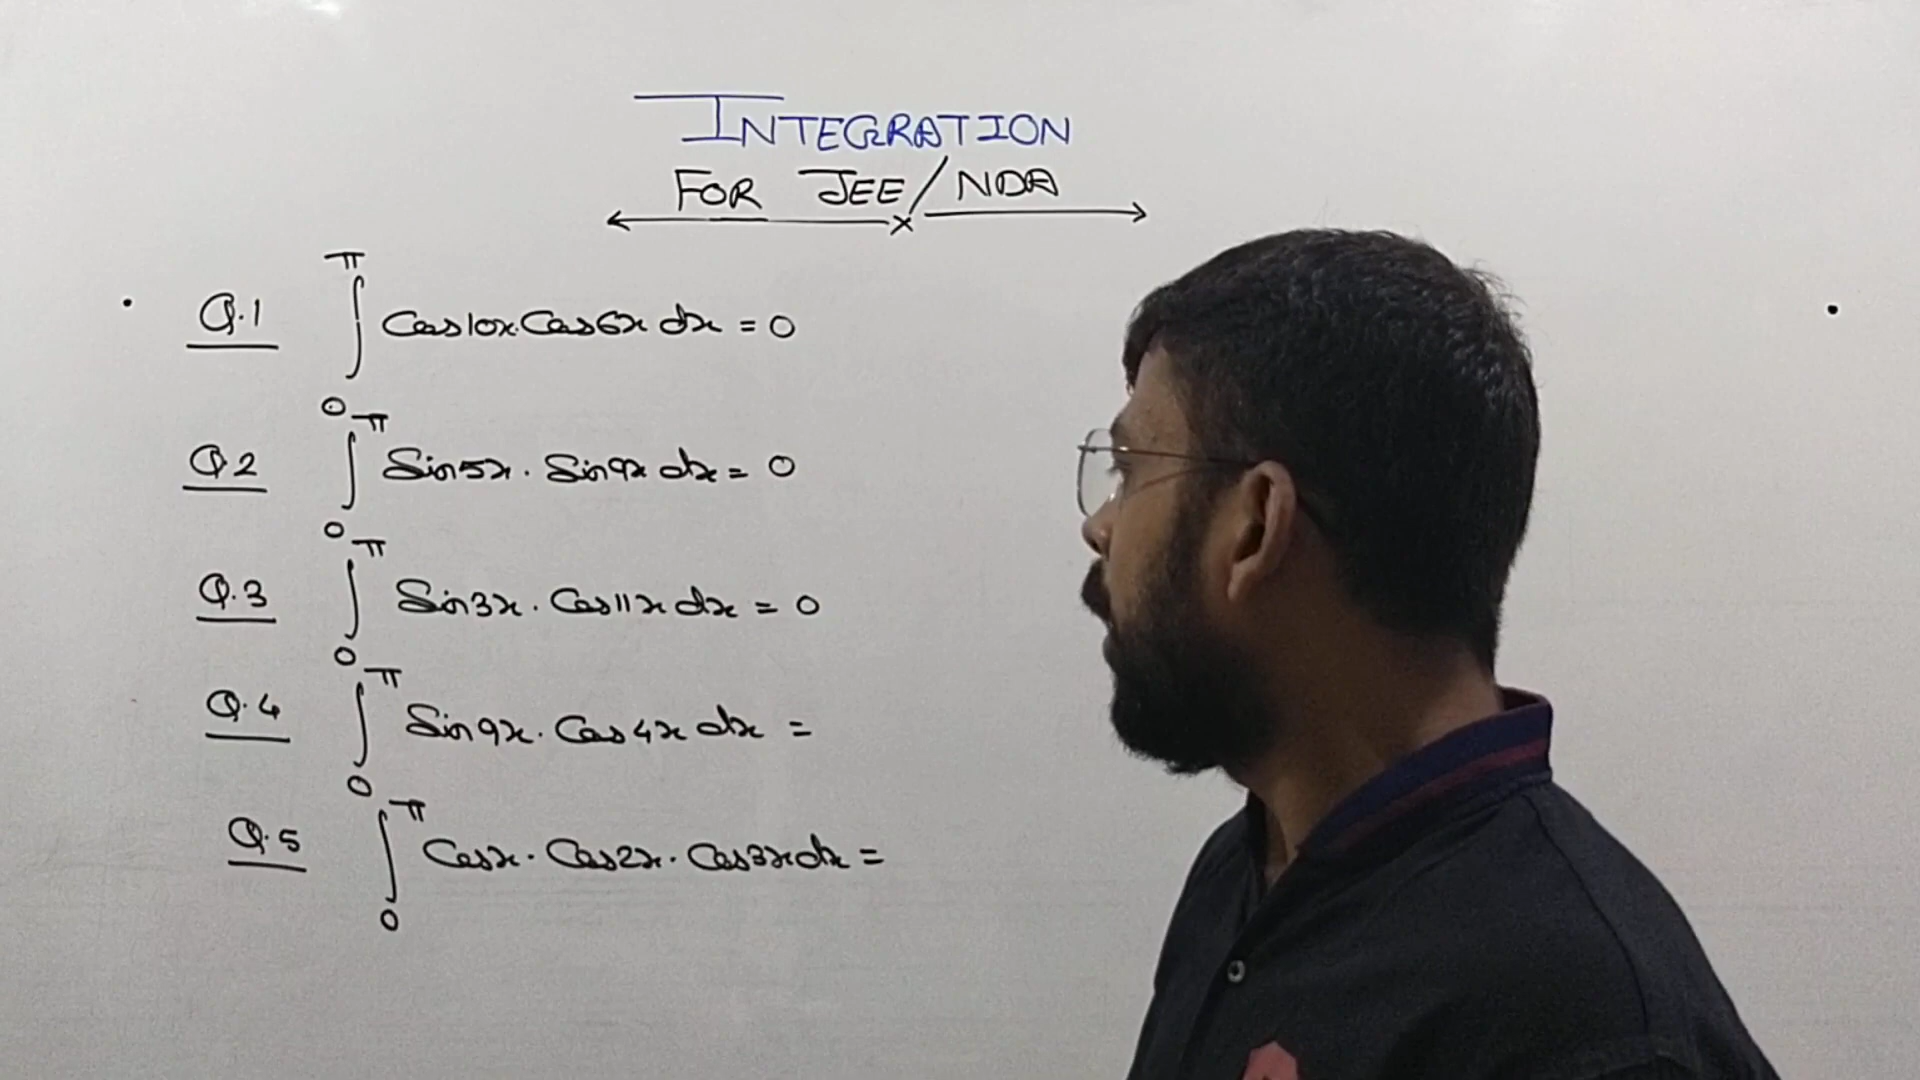 INTEGRATION
FOR JEE/NDA
Q.1 ∫₀^π Cos10x.Cos6x dx = 0
Q.2 ∫₀^π Sin5x . Sin9x dx = 0
Q.3 ∫₀^π Sin3x . Cos11x dx = 0
Q.4 ∫₀^π Sin9x . Cos4x dx =
Q.5 ∫₀^π Cosx . Cos2x . Cos3x dx =